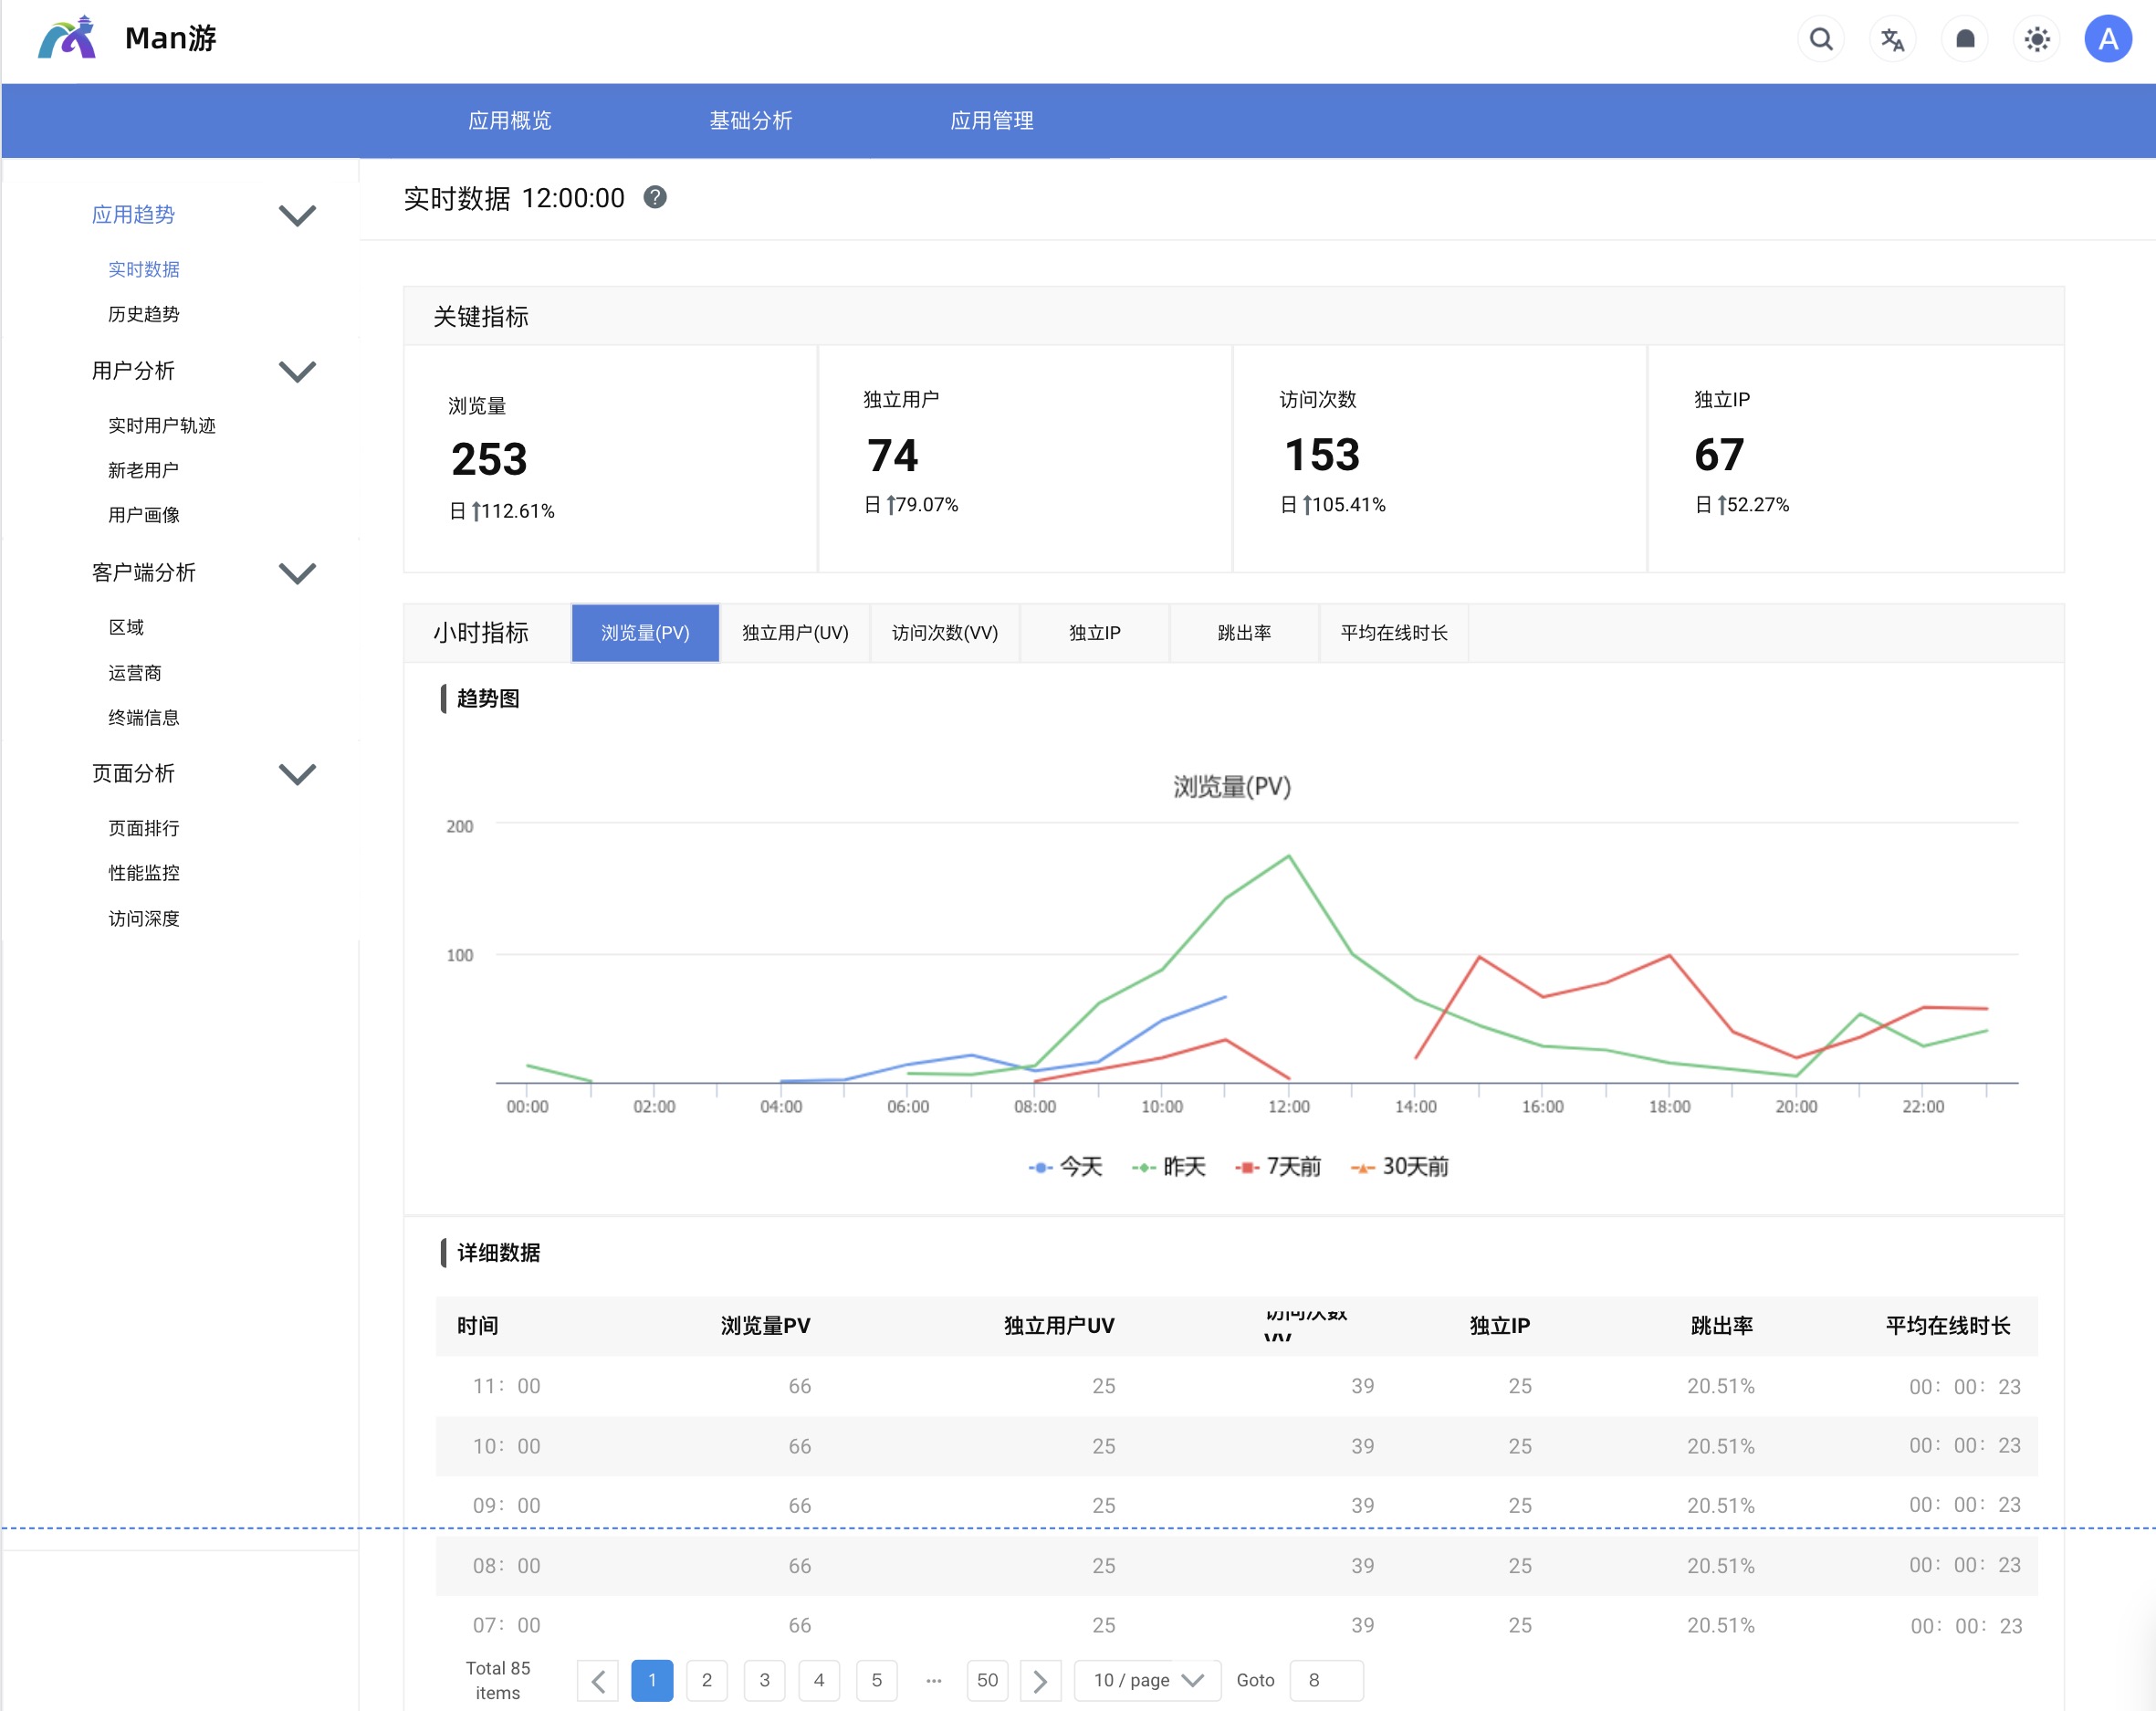 Man游
A
应用概览 基础分析 应用管理
应用趋势
实时数据
历史趋势
用户分析
实时用户轨迹
新老用户
用户画像
客户端分析
区域
运营商
终端信息
页面分析
页面排行
性能监控
访问深度
实时数据 12:00:00 ?
关键指标
浏览量
253
日 112.61%
独立用户
74
日 79.07%
访问次数
153
日 105.41%
独立IP
67
日 52.27%
小时指标 浏览量(PV) 独立用户(UV) 访问次数(VV) 独立IP 跳出率 平均在线时长
趋势图
浏览量(PV)
200
100
00:00 02:00 04:00 06:00 08:00 10:00 12:00 14:00 16:00 18:00 20:00 22:00
今天 昨天 7天前 30天前
详细数据
时间 浏览量PV 独立用户UV 访问次数 VV 独立IP 跳出率 平均在线时长
11：00 66 25 39 25 20.51% 00：00：23
10：00 66 25 39 25 20.51% 00：00：23
09：00 66 25 39 25 20.51% 00：00：23
08：00 66 25 39 25 20.51% 00：00：23
07：00 66 25 39 25 20.51% 00：00：23
Total 85
items
1 2 3 4 5 ··· 50 10 / page Goto 8